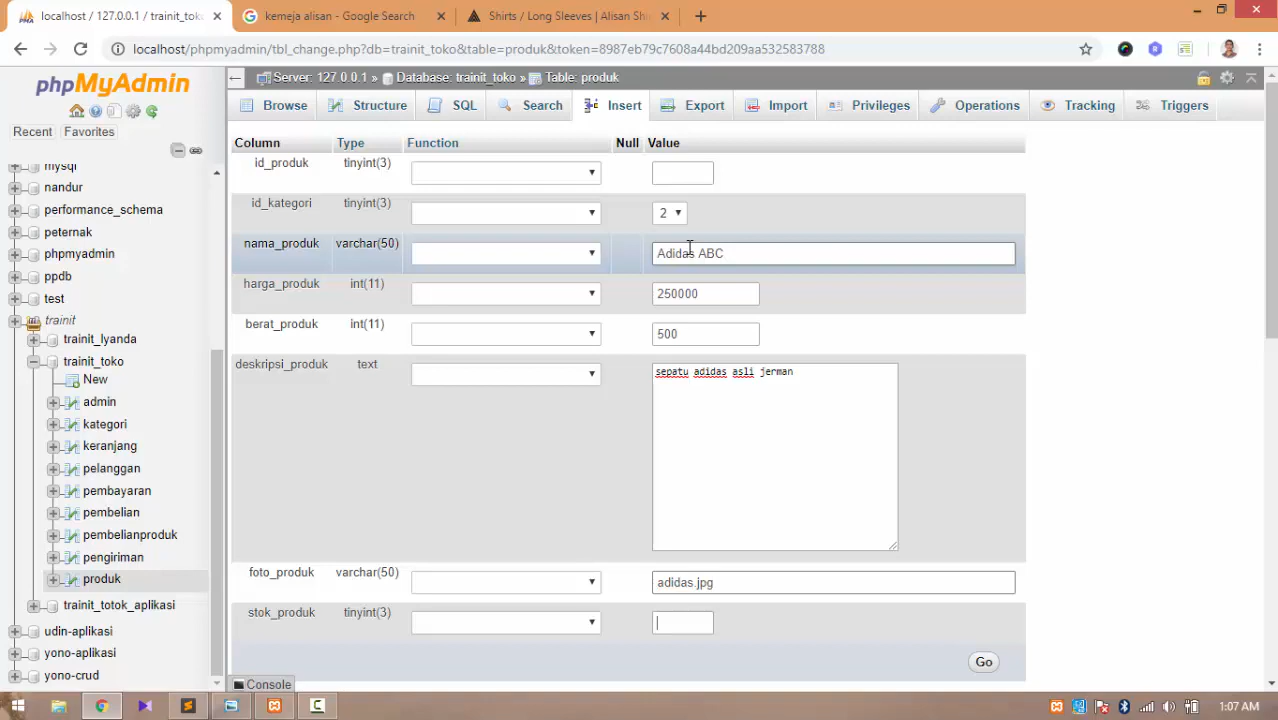 localhost / 127.0.0.1 / trainit_tok
kemeja alisan - Google Search
Shirts / Long Sleeves | Alisan Shi
localhost/phpmyadmin/tbl_change.php?db=trainit_toko&table=produk&token=8987eb79c7608a44bd209aa532583788
phpMyAdmin
Recent
Favorites
mysql
nandur
performance_schema
peternak
phpmyadmin
ppdb
test
trainit
trainit_lyanda
trainit_toko
New
admin
kategori
keranjang
pelanggan
pembayaran
pembelian
pembelianproduk
pengiriman
produk
trainit_totok_aplikasi
udin-aplikasi
yono-aplikasi
yono-crud
Server: 127.0.0.1 » Database: trainit_toko » Table: produk
Browse Structure SQL Search Insert Export Import Privileges Operations Tracking Triggers
Column Type Function Null Value
id_produk tinyint(3)
id_kategori tinyint(3) 2
nama_produk varchar(50) Adidas ABC
harga_produk int(11) 250000
berat_produk int(11) 500
deskripsi_produk text sepatu adidas asli jerman
foto_produk varchar(50) adidas.jpg
stok_produk tinyint(3)
Go
Console
1:07 AM